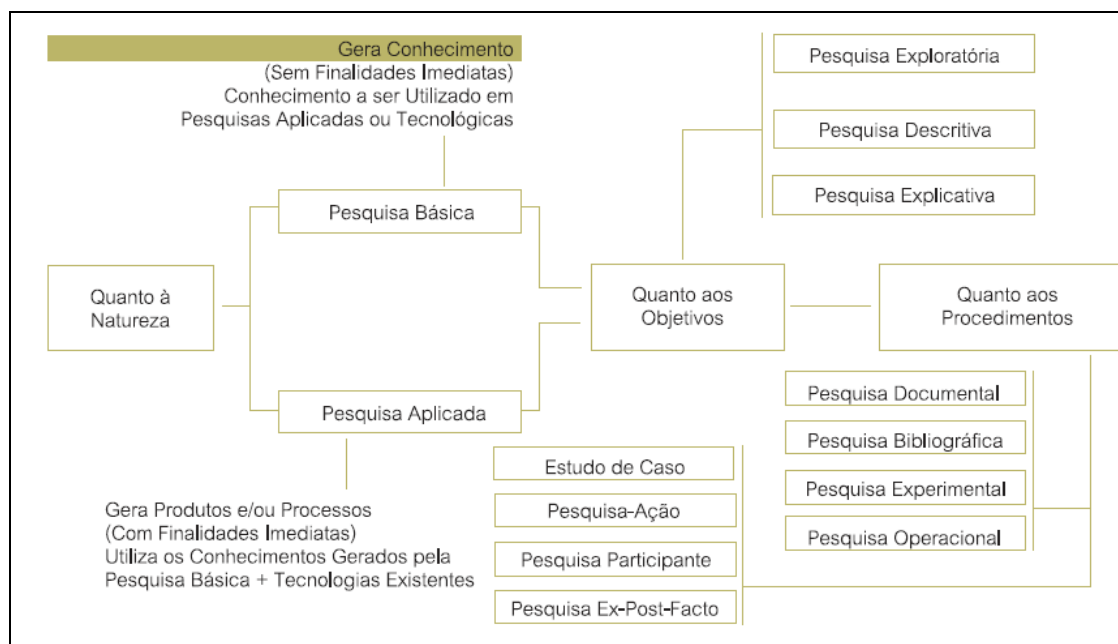 Gera Conhecimento
(Sem Finalidades Imediatas)
Conhecimento a ser Utilizado em
Pesquisas Aplicadas ou Tecnológicas
Pesquisa Exploratória
Pesquisa Descritiva
Pesquisa Explicativa
Pesquisa Básica
Quanto à
Natureza
Quanto aos
Objetivos
Quanto aos
Procedimentos
Pesquisa Aplicada
Gera Produtos e/ou Processos
(Com Finalidades Imediatas)
Utiliza os Conhecimentos Gerados pela
Pesquisa Básica + Tecnologias Existentes
Estudo de Caso
Pesquisa-Ação
Pesquisa Participante
Pesquisa Ex-Post-Facto
Pesquisa Documental
Pesquisa Bibliográfica
Pesquisa Experimental
Pesquisa Operacional